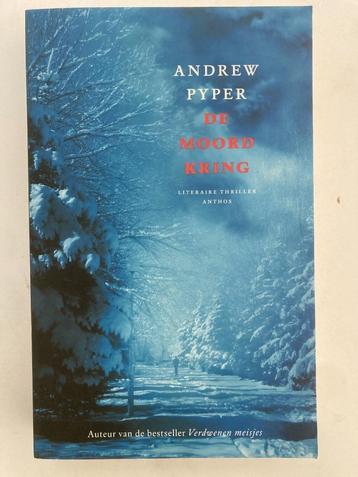 ANDREW
PYPER
DE
MOORD
KRING
LITERAIRE THRILLER
ANTHOS
Auteur van de bestseller Verdwenen meisjes